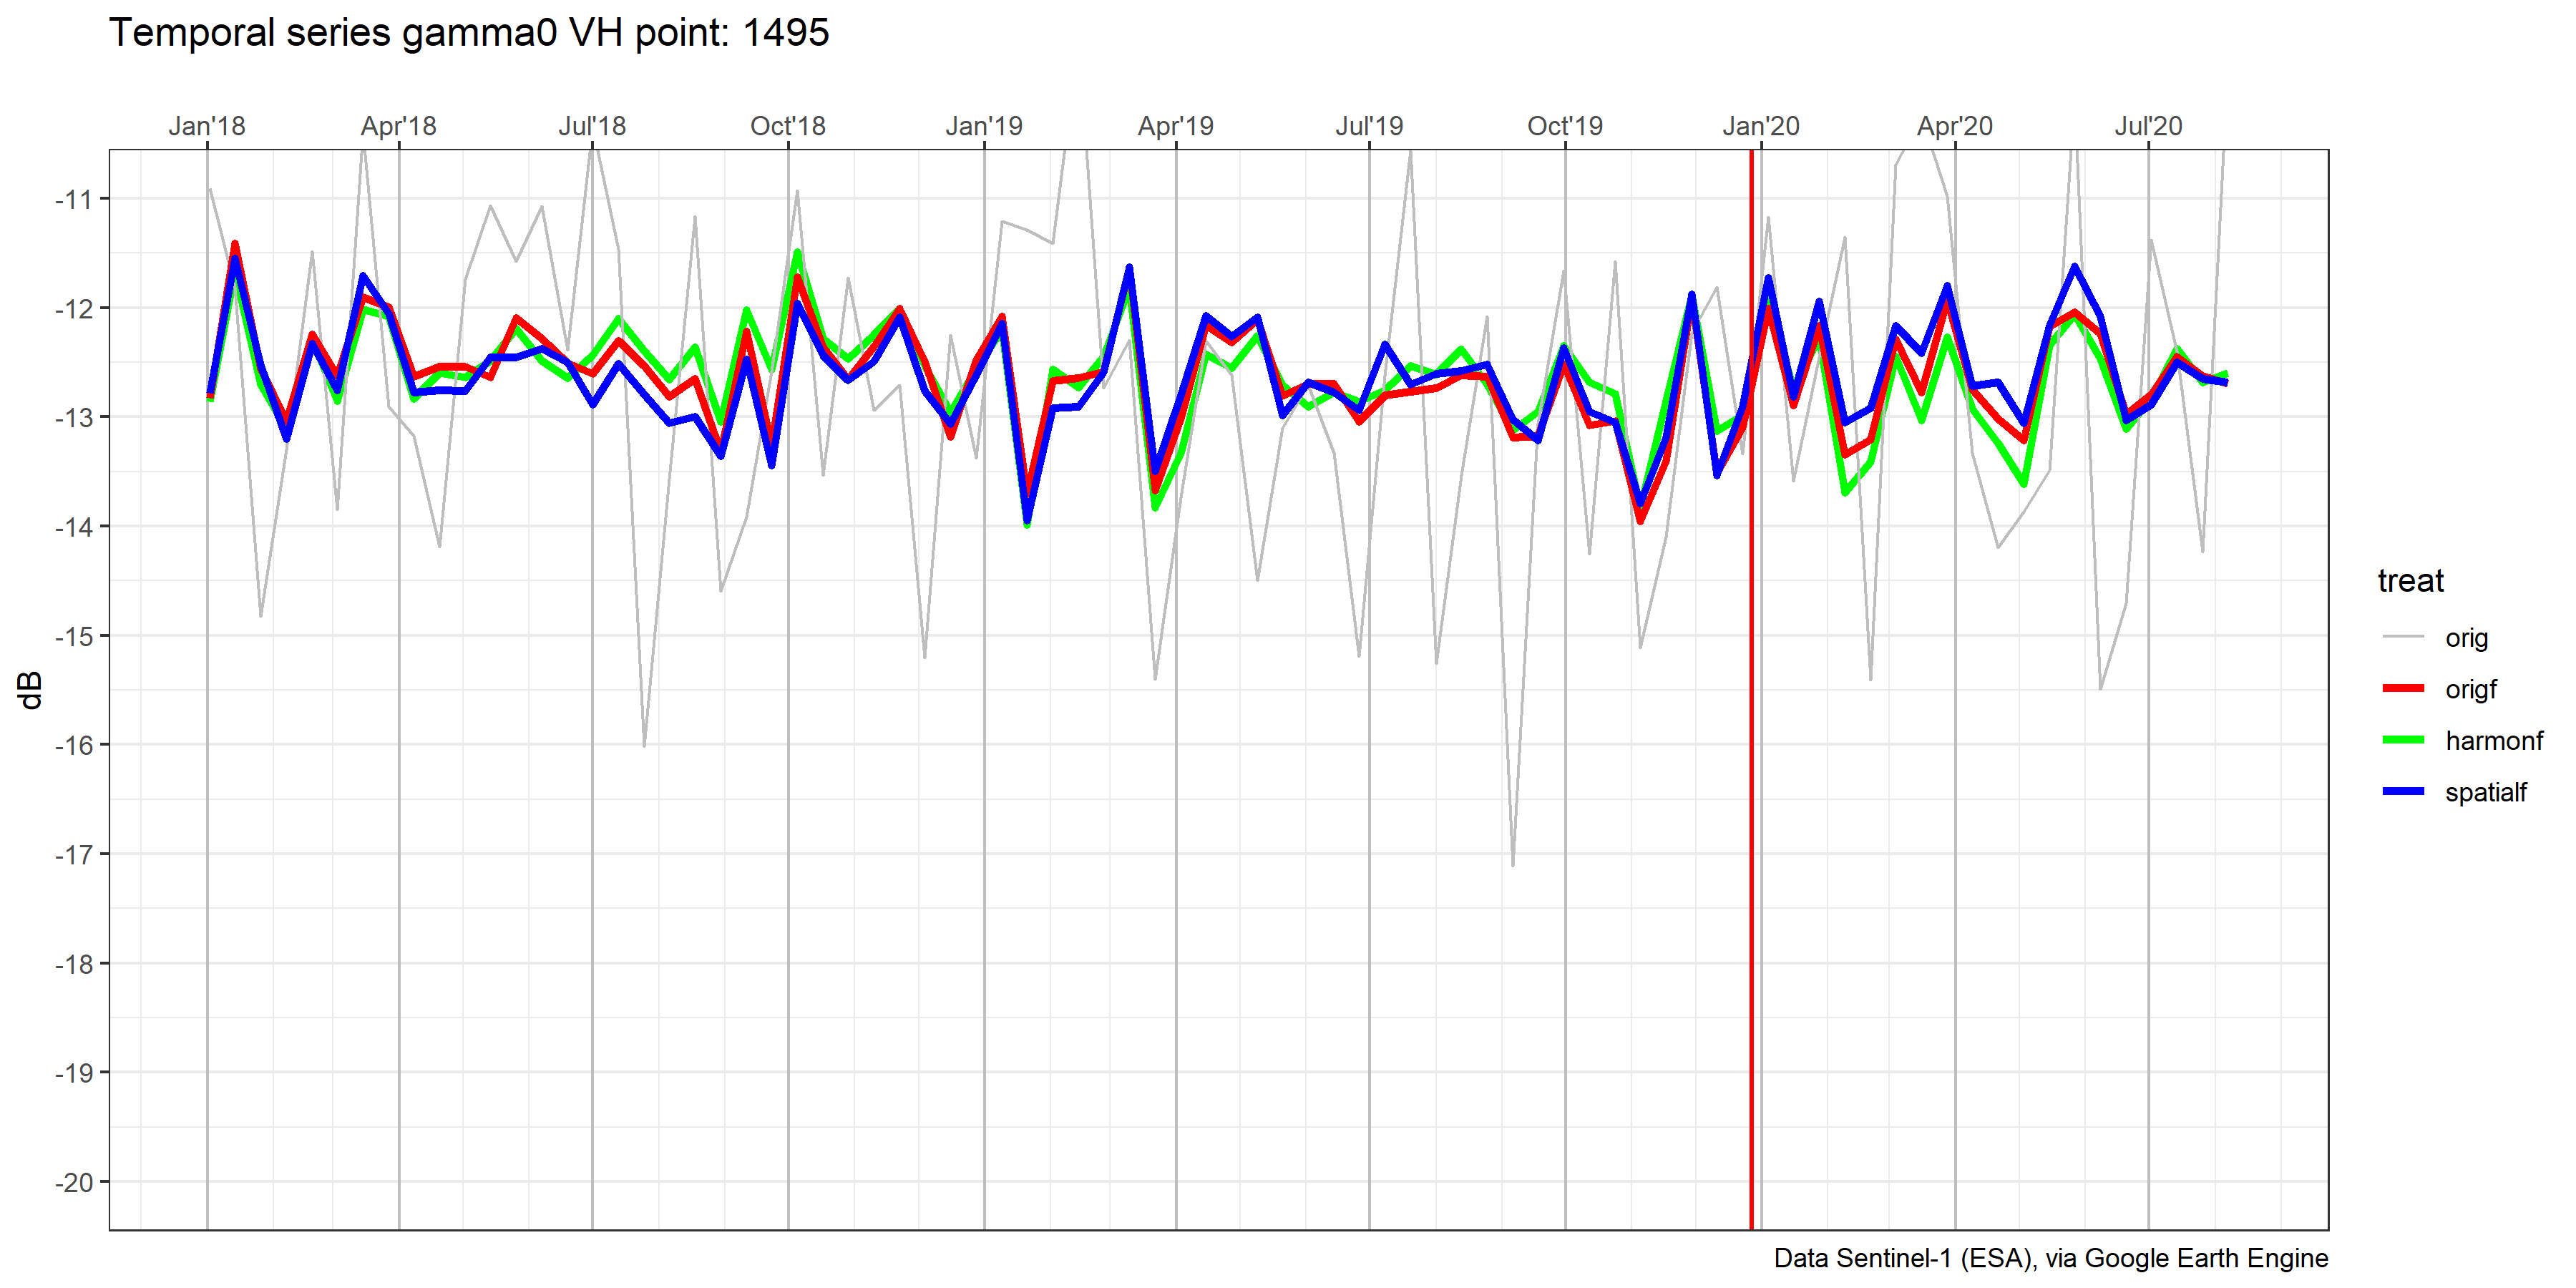 Temporal series gamma0 VH point: 1495
Jan'18 Apr'18 Jul'18 Oct'18 Jan'19 Apr'19 Jul'19 Oct'19 Jan'20 Apr'20 Jul'20
-11
-12
-13
-14
-15
-16
-17
-18
-19
-20
dB
treat
orig
origf
harmonf
spatialf
Data Sentinel-1 (ESA), via Google Earth Engine